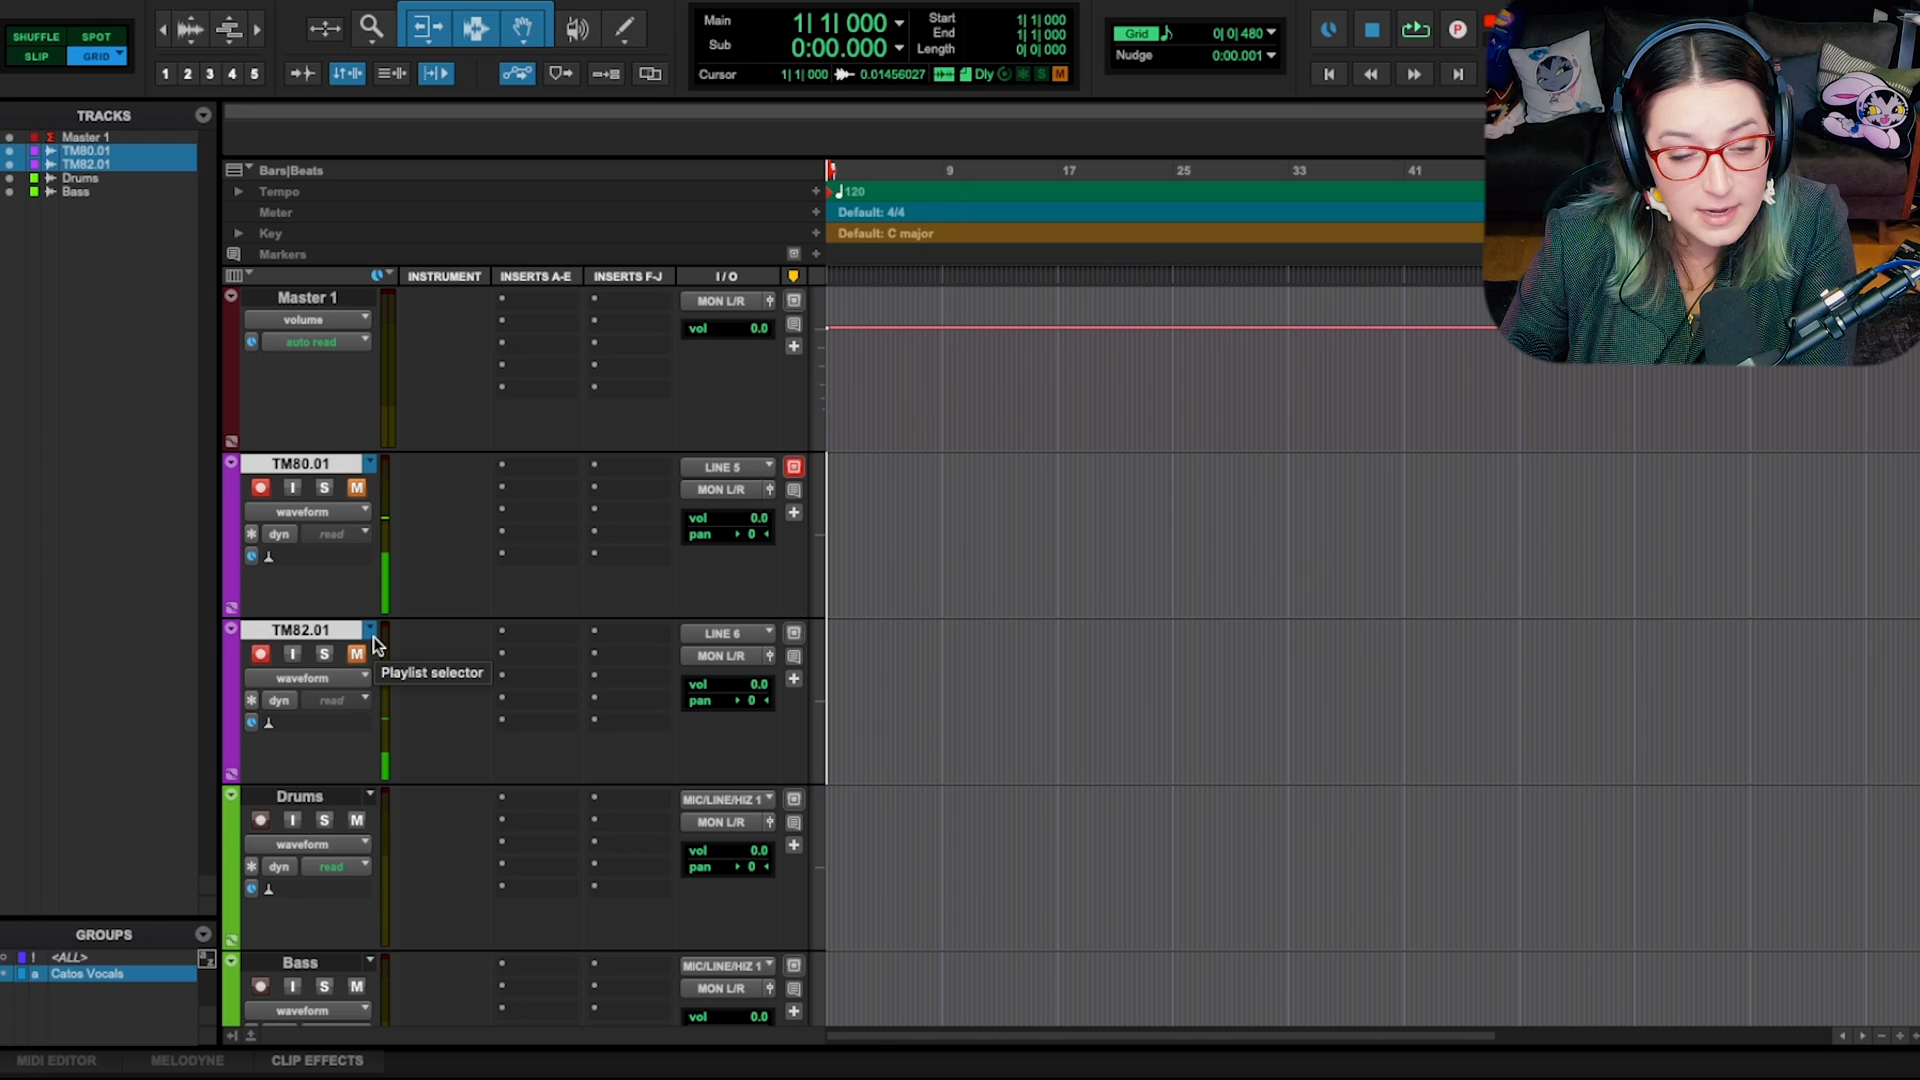 SHUFFLE SPOT
SLIP GRID
1 2 3 4 5
Main 1| 1| 000
Sub 0:00.000
Start 1| 1| 000
End 1| 1| 000
Length 0| 0| 000
Cursor 1| 1| 000 0.01456027 Dly S M
Grid 0| 0| 480
Nudge 0:00.001
P
TRACKS
Master 1
TM80.01
TM82.01
Drums
Bass
Bars|Beats 9 17 25 33 41
Tempo 120
Meter Default: 4/4
Key Default: C major
Markers
INSTRUMENT INSERTS A-E INSERTS F-J I / O
Master 1 MON L/R
volume vol 0.0
auto read
TM80.01 LINE 5
I S M MON L/R
waveform vol 0.0
dyn read pan 0
TM82.01 LINE 6
I S M MON L/R
Playlist selector
waveform vol 0.0
dyn read pan 0
Drums MIC/LINE/HIZ 1
I S M MON L/R
waveform vol 0.0
dyn read pan 0
GROUPS
! <ALL>
a Catos Vocals
a z
Bass MIC/LINE/HIZ 1
I S M MON L/R
waveform vol 0.0
MIDI EDITOR MELODYNE CLIP EFFECTS